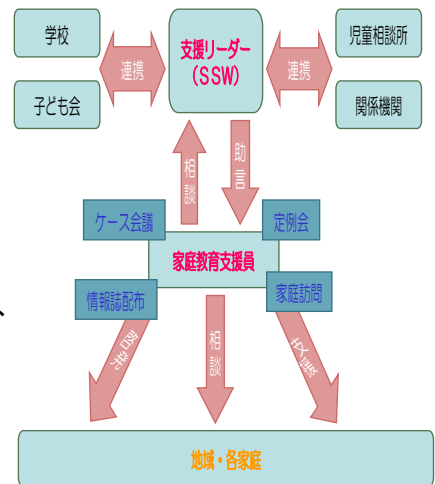 学校
支援リーダー
(SSW)
児童相談所
連携
連携
子ども会
関係機関
相談
助言
ケース会議
定例会
家庭教育支援員
情報誌配布
家庭訪問
、
啓発
相談
支援
地域・各家庭